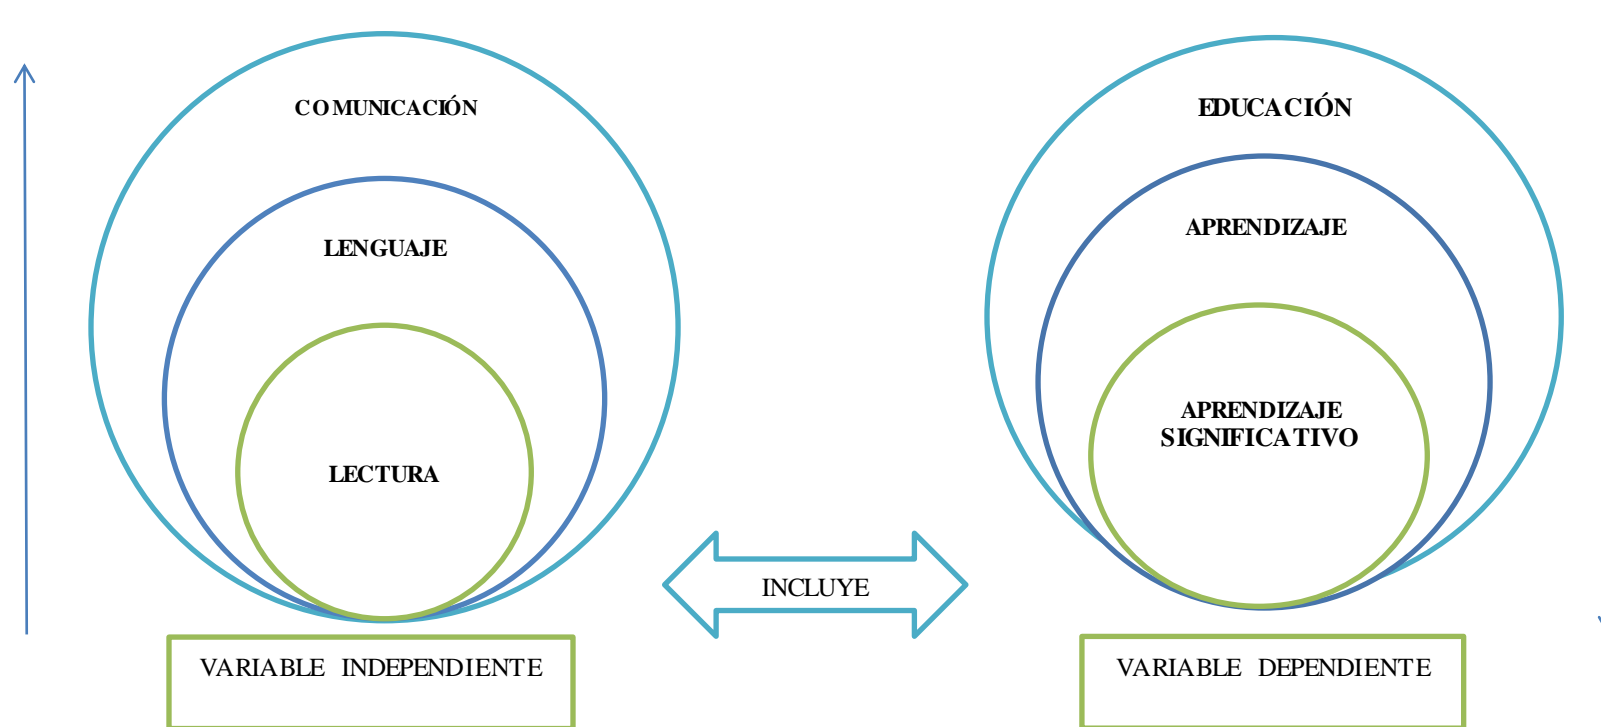 COMUNICACIÓN
LENGUAJE
LECTURA
VARIABLE INDEPENDIENTE
INCLUYE
EDUCACIÓN
APRENDIZAJE
APRENDIZAJE
SIGNIFICATIVO
VARIABLE DEPENDIENTE